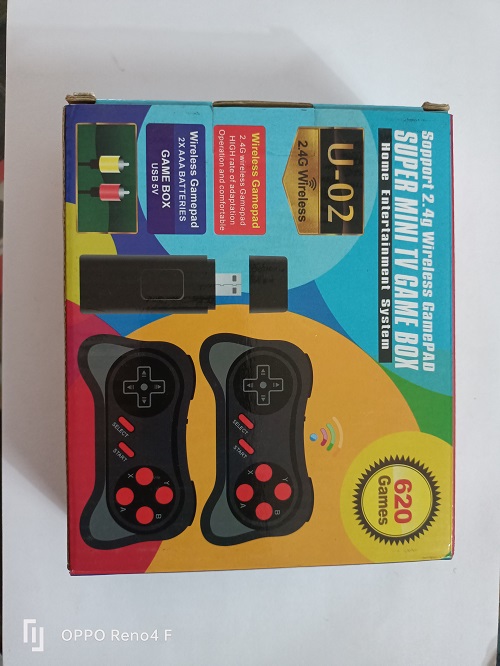 Sopport 2.4g Wireless GamePAD
SUPER MINI TV GAME BOX
Home Entertainment System
U-02
2.4G Wireless
Wireless Gamepad
2.4G wireless Gamepad
HIGH rate of adaptation
Operation and comfortable
Wireless Gamepad
2X AAA BATTERIES
GAME BOX
USB 5V
620
Games
SELECT
START
X
Y
A
B
SELECT
START
X
Y
A
B
OPPO Reno4 F